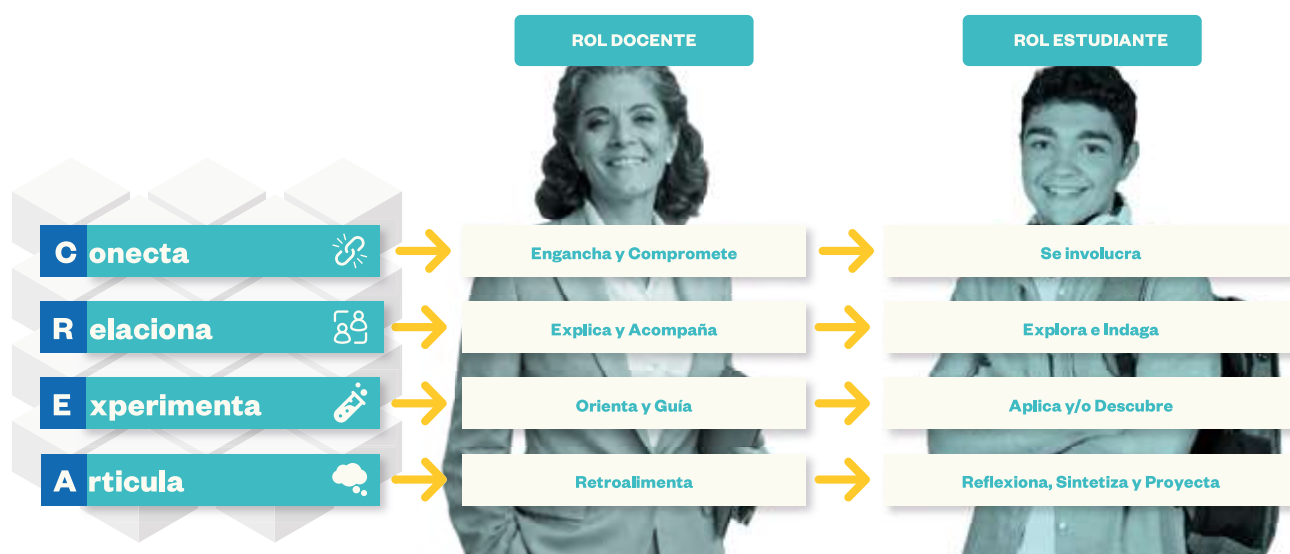 ROL DOCENTE
ROL ESTUDIANTE
Conecta
Engancha y Compromete
Se involucra
Relaciona
Explica y Acompaña
Explora e Indaga
Experimenta
Orienta y Guía
Aplica y/o Descubre
Articula
Retroalimenta
Reflexiona, Sintetiza y Proyecta